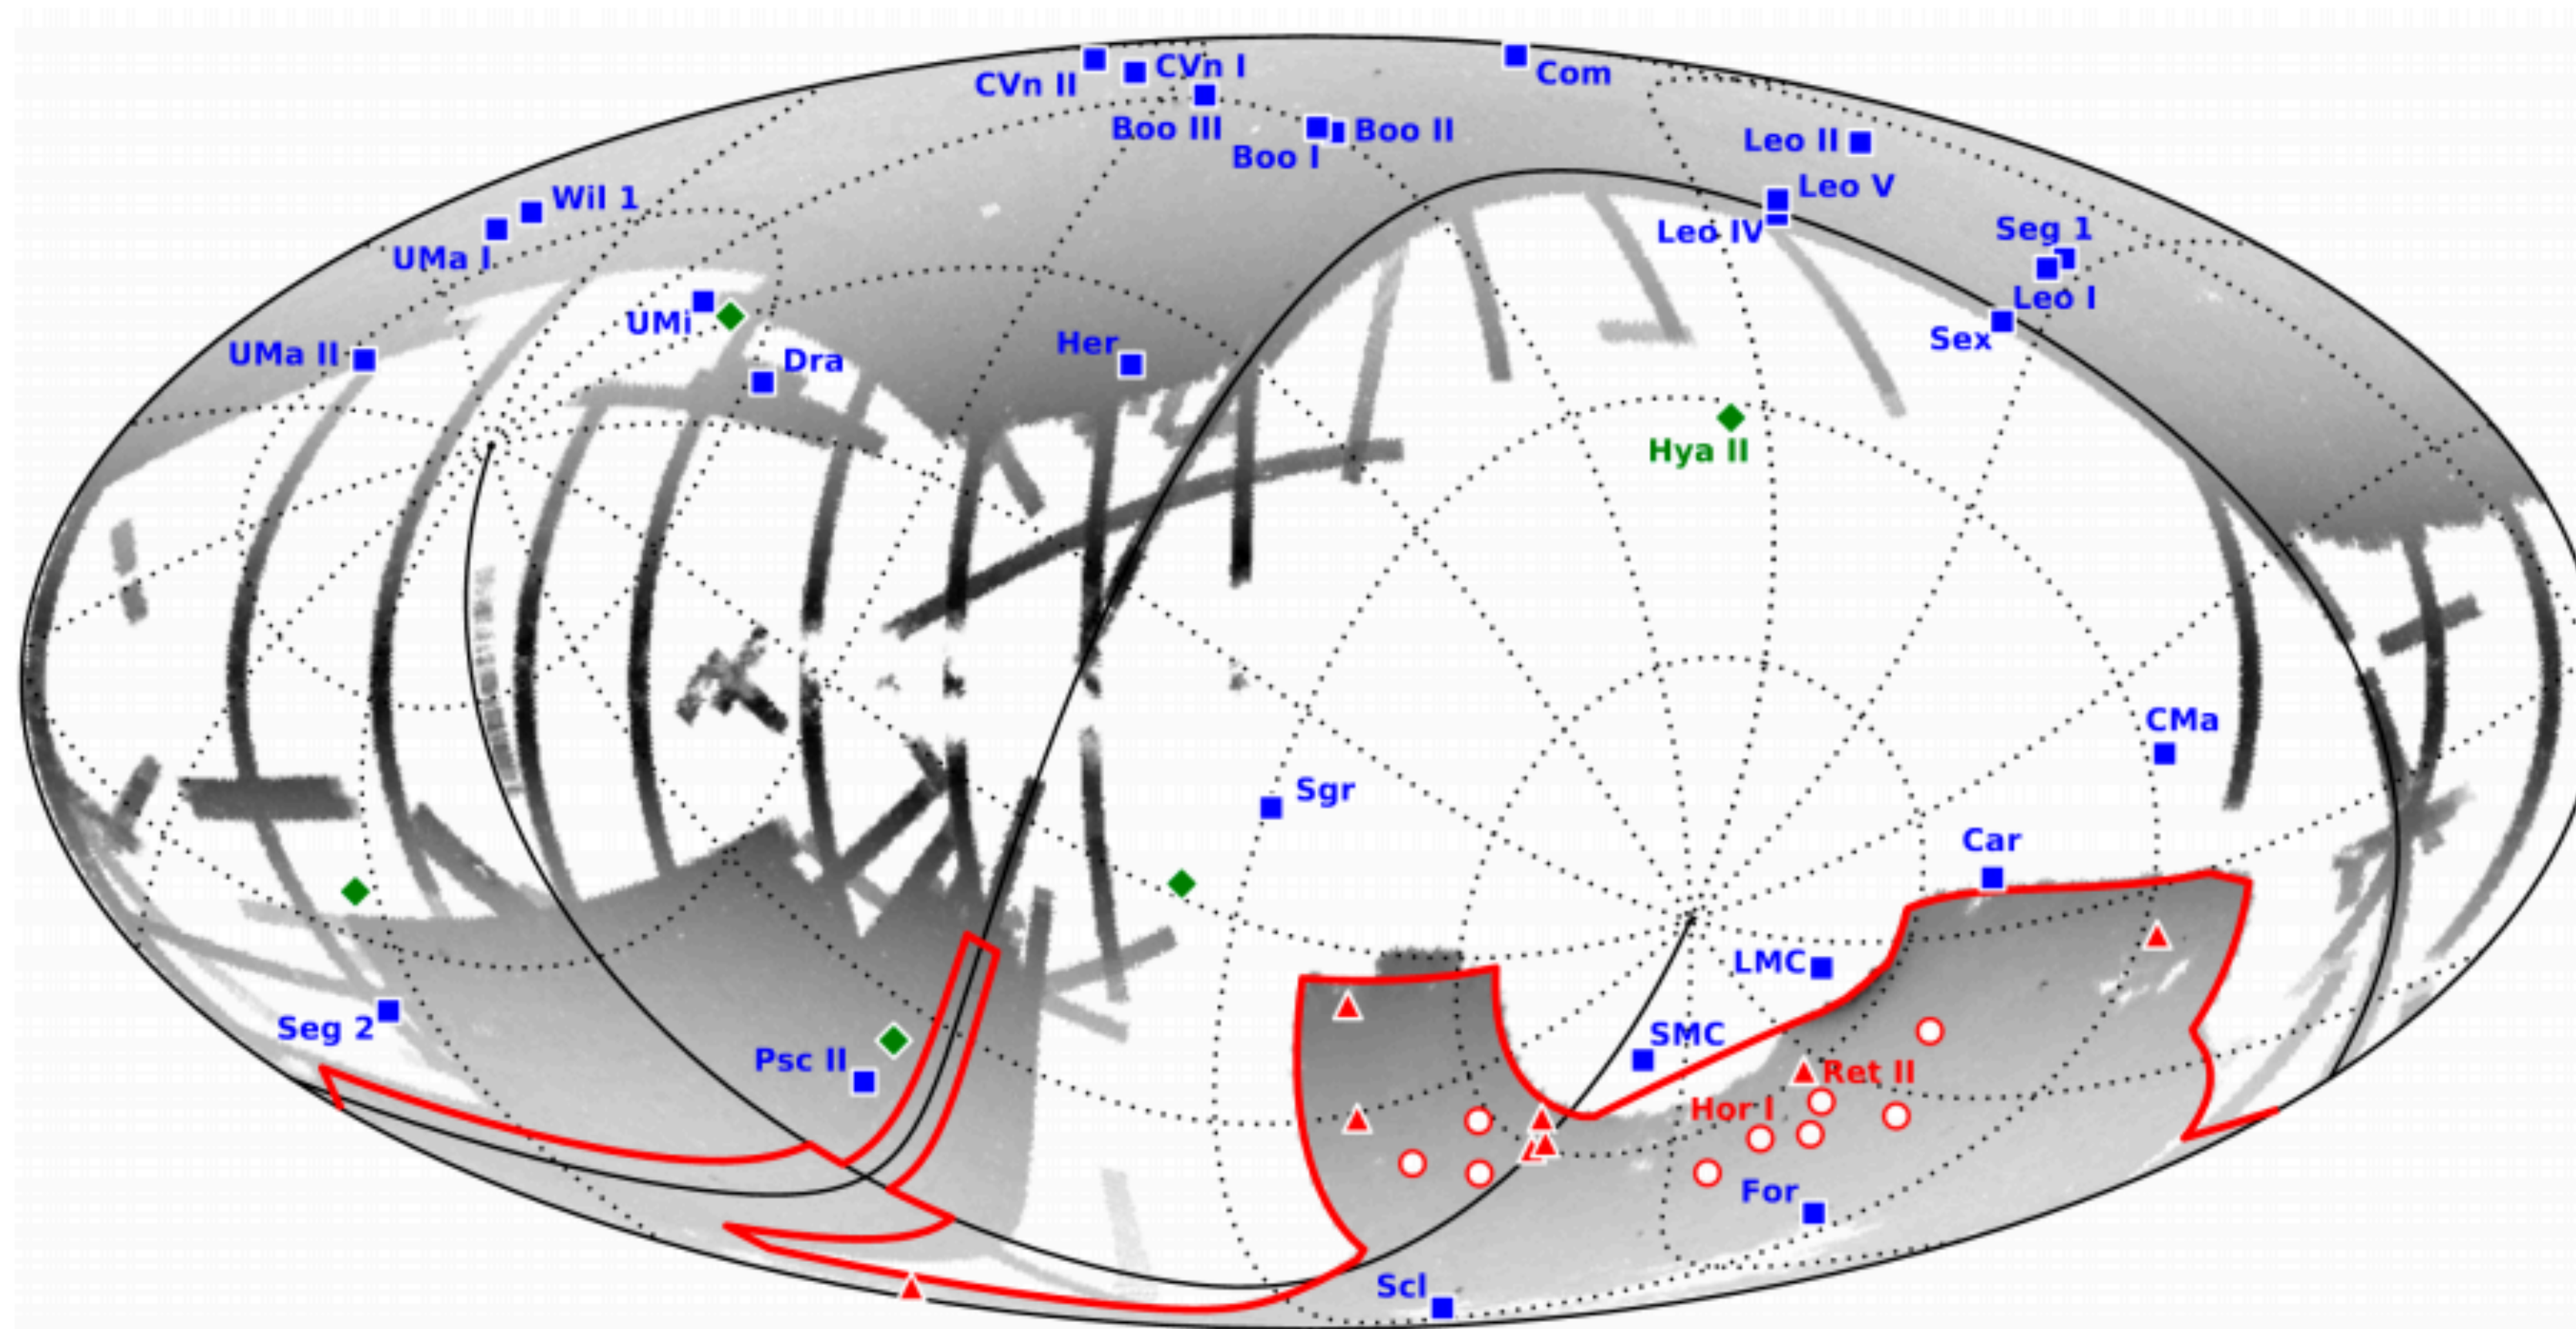 CVn II
CVn I
Com
Boo III
Boo II
Leo II
Boo I
Leo V
Wil 1
Leo IV
Seg 1
UMa I
Leo I
UMi
Sex
UMa II
Dra
Her
Hya II
CMa
Sgr
Car
LMC
Seg 2
SMC
Psc II
Ret II
Hor I
For
Scl